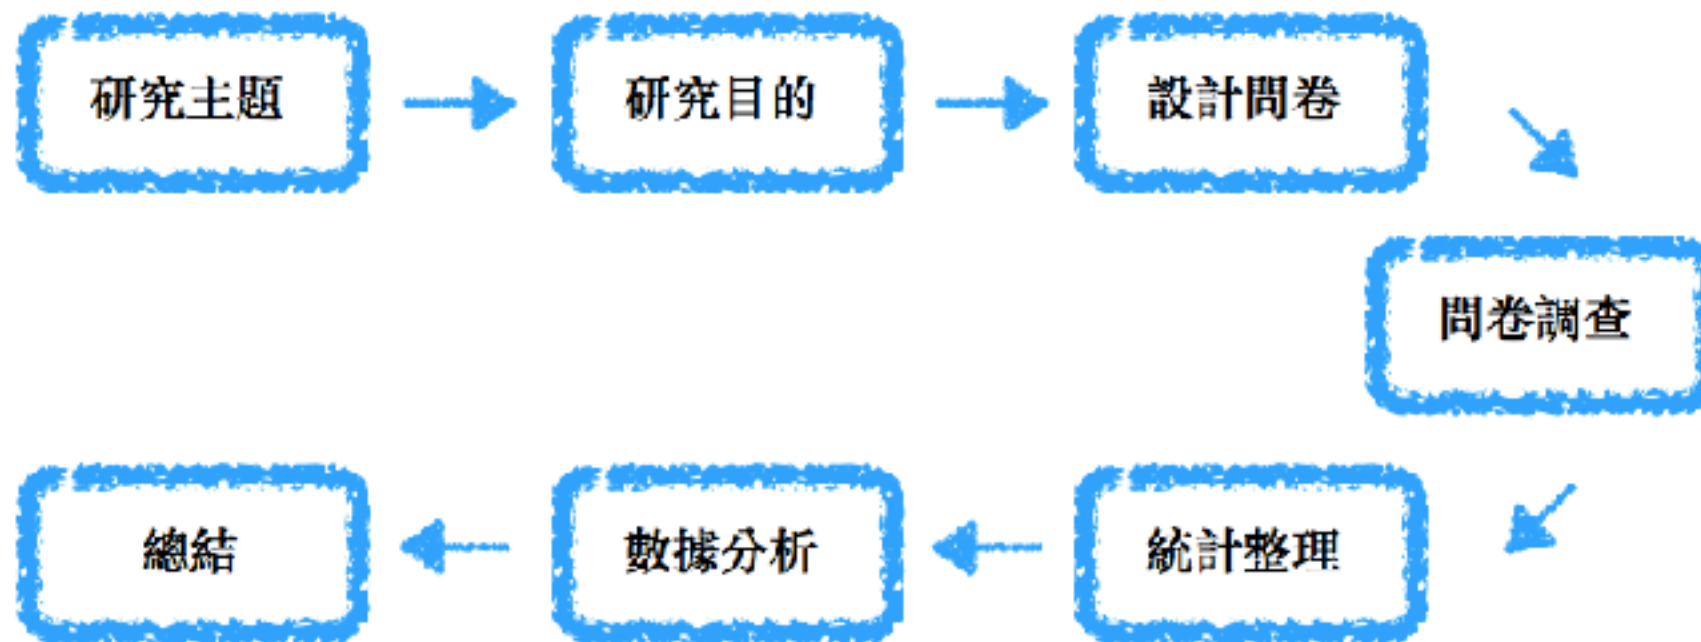 研究主題
研究目的
設計問卷
問卷調查
統計整理
數據分析
總結